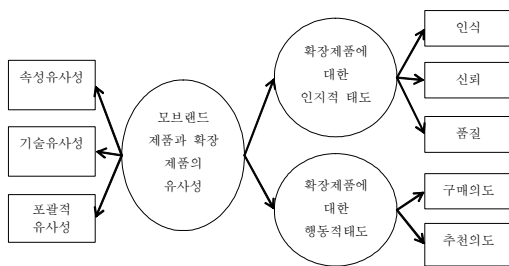 속성유사성
기술유사성
포괄적
유사성
모브랜드
제품과 확장
제품의
유사성
확장제품에
대한
인지적 태도
확장제품에
대한
행동적태도
인식
신뢰
품질
구매의도
추천의도